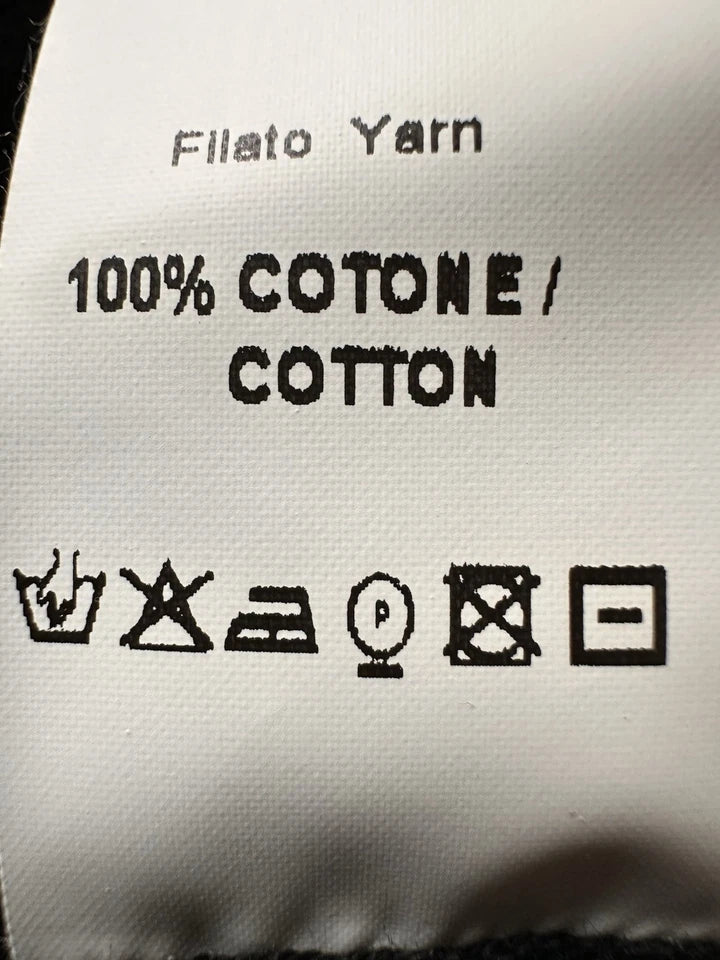 Filato Yarn
100% COTONE /
COTTON
P